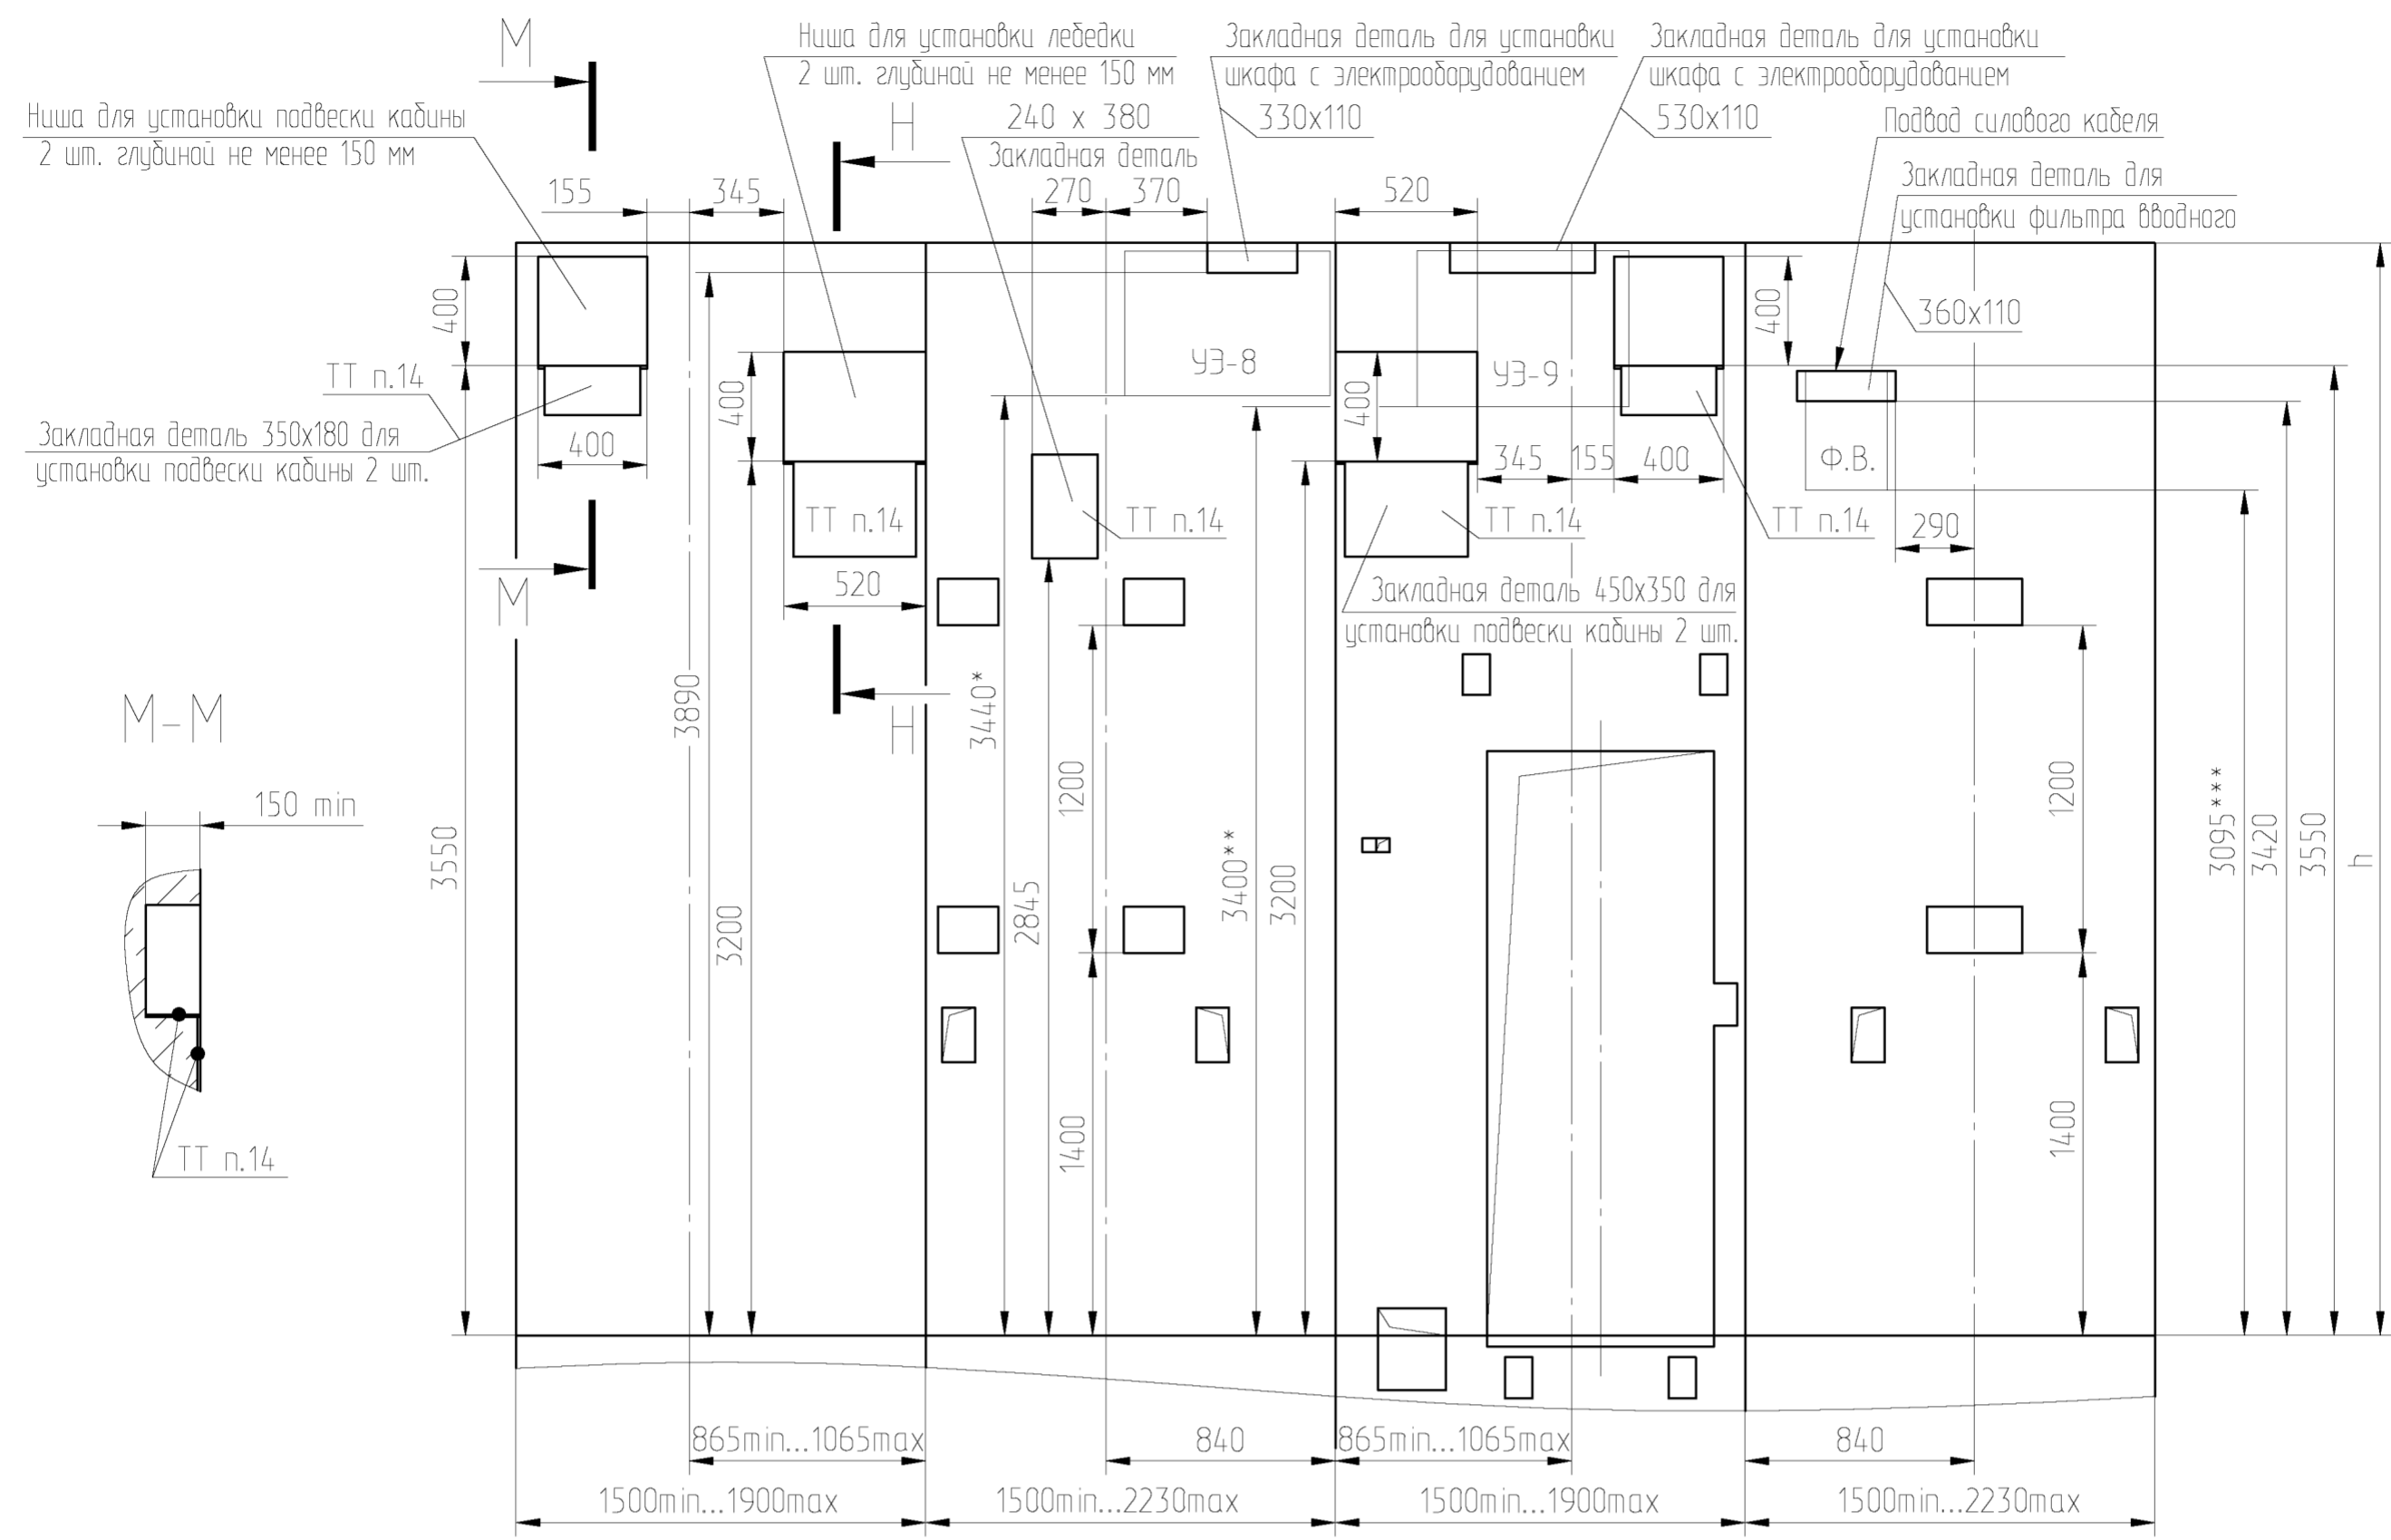 М
Ниша для установки лебедки
2 шт. глубиной не менее 150 мм
Закладная деталь для установки
шкафа с электрооборудованием
330х110
Закладная деталь для установки
шкафа с электрооборудованием
530х110
Ниша для установки подвески кабины
2 шт. глубиной не менее 150 мм
Н
240 х 380
Закладная деталь
Подвод силового кабеля
Закладная деталь для
установки фильтра вводного
360х110
155
345
270
370
520
400
400
400
400
УЭ-8
УЭ-9
ТТ п.14
Закладная деталь 350х180 для
установки подвески кабины 2 шт.
400
345
155
400
Ф.В.
ТТ п.14
ТТ п.14
ТТ п.14
ТТ п.14
290
М
520
Закладная деталь 450х350 для
установки подвески кабины 2 шт.
Н
М-М
150 min
ТТ п.14
3550
3890
3200
3440*
2845
1200
1400
3400**
3200
1200
1400
3095***
3420
3550
h
865min...1065max
840
865min...1065max
840
1500min...1900max
1500min...2230max
1500min...1900max
1500min...2230max